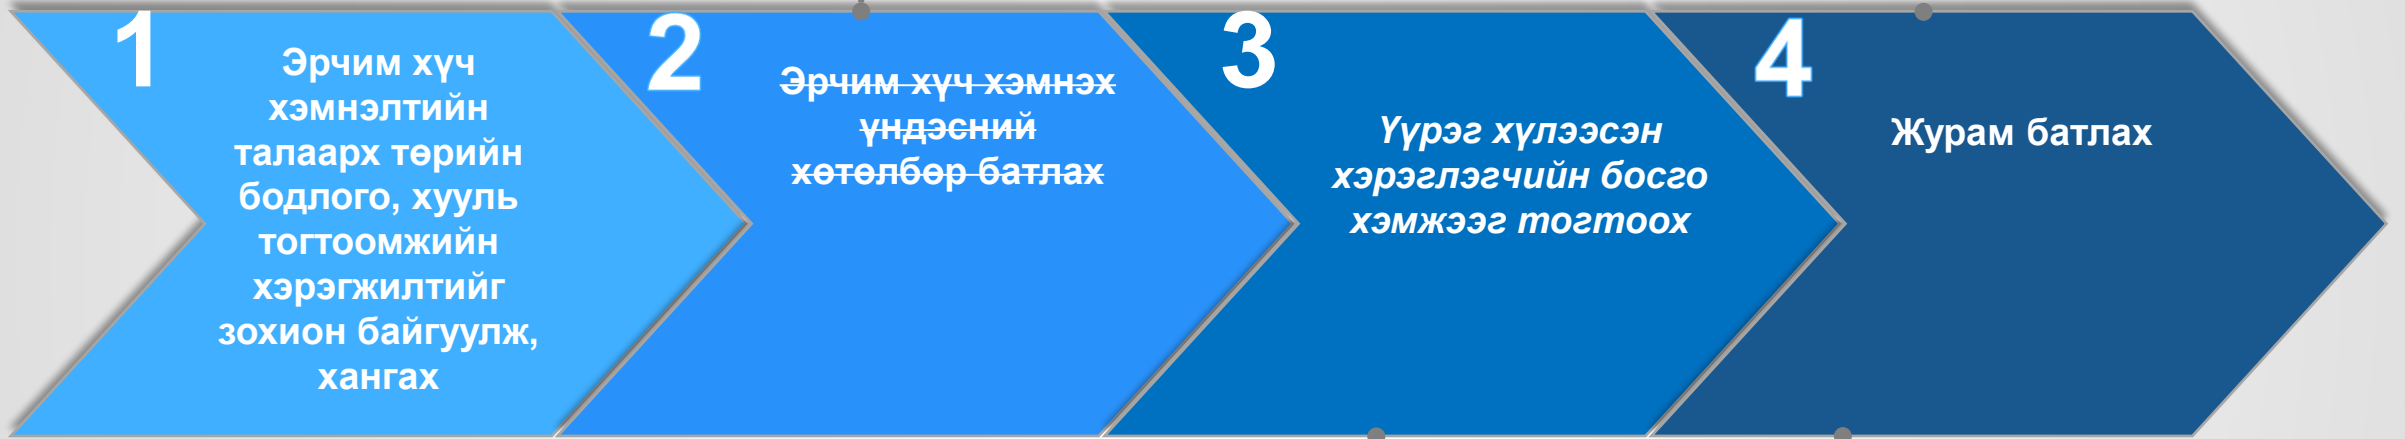 1
Эрчим хүч
хэмнэлтийн
талаарх төрийн
бодлого, хууль
тогтоомжийн
хэрэгжилтийг
зохион байгуулж,
хангах
2
Эрчим хүч хэмнэх
үндэсний
хөтөлбөр батлах
3
Үүрэг хүлээсэн
хэрэглэгчийн босго
хэмжээг тогтоох
4
Журам батлах